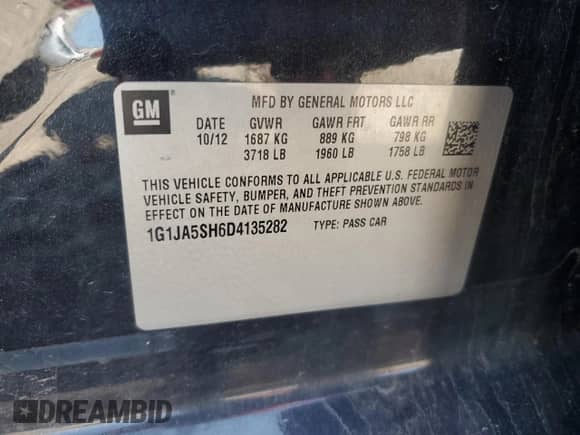 GM
MFD BY GENERAL MOTORS LLC
DATE GVWR GAWR FRT GAWR RR
10/12 1687 KG 889 KG 798 KG
3718 LB 1960 LB 1758 LB
THIS VEHICLE CONFORMS TO ALL APPLICABLE U.S. FEDERAL MOTOR
VEHICLE SAFETY, BUMPER, AND THEFT PREVENTION STANDARDS IN
EFFECT ON THE DATE OF MANUFACTURE SHOWN ABOVE.
1G1JA5SH6D4135282 TYPE: PASS CAR
DREAMBID